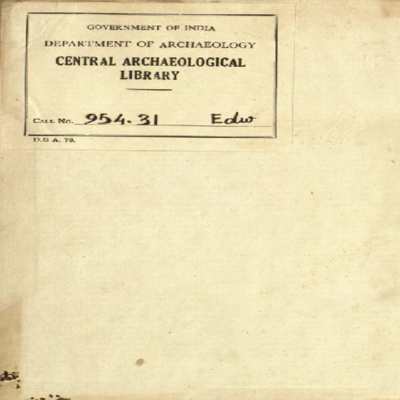 GOVERNMENT OF INDIA
DEPARTMENT OF ARCHAEOLOGY
CENTRAL ARCHAEOLOGICAL
LIBRARY
CALL No. 954.31 Edw
D.G A. 79.